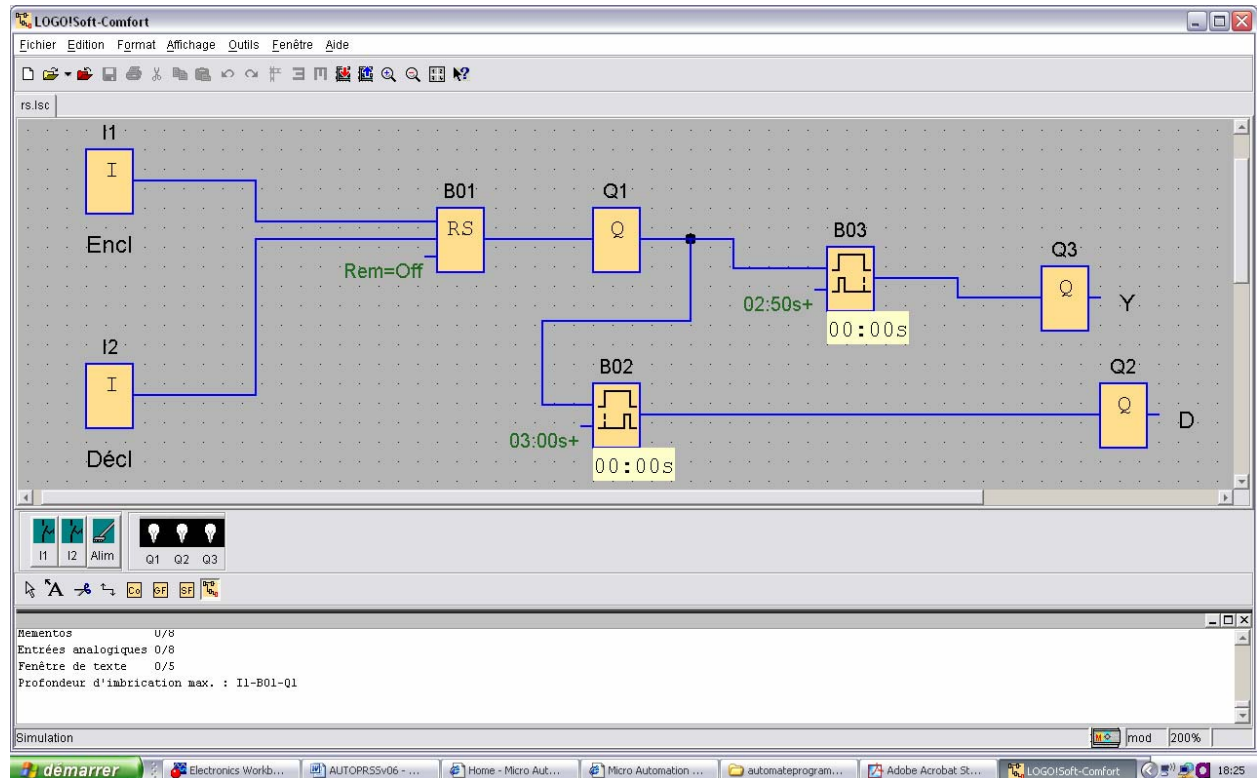 LOGO!Soft-Comfort
Fichier Edition Format Affichage Outils Fenêtre Aide
rs.lsc
I1
I
Encl
B01
RS
Rem=Off
Q1
Q
B03
02:50s+
00:00s
Q3
Q
Y
I2
I
Décl
B02
03:00s+
00:00s
Q2
Q
D
I1 I2 Alim Q1 Q2 Q3
A Co GF SF
Mementos 0/8
Entrées analogiques 0/8
Fenêtre de texte 0/5
Profondeur d'imbrication max. : I1-B01-Q1
Simulation mod 200%
démarrer Electronics Workb... AUTOPRSSv06 - ... Home - Micro Aut... Micro Automation ... automateprogram... Adobe Acrobat St... LOGO!Soft-Comfort 18:25